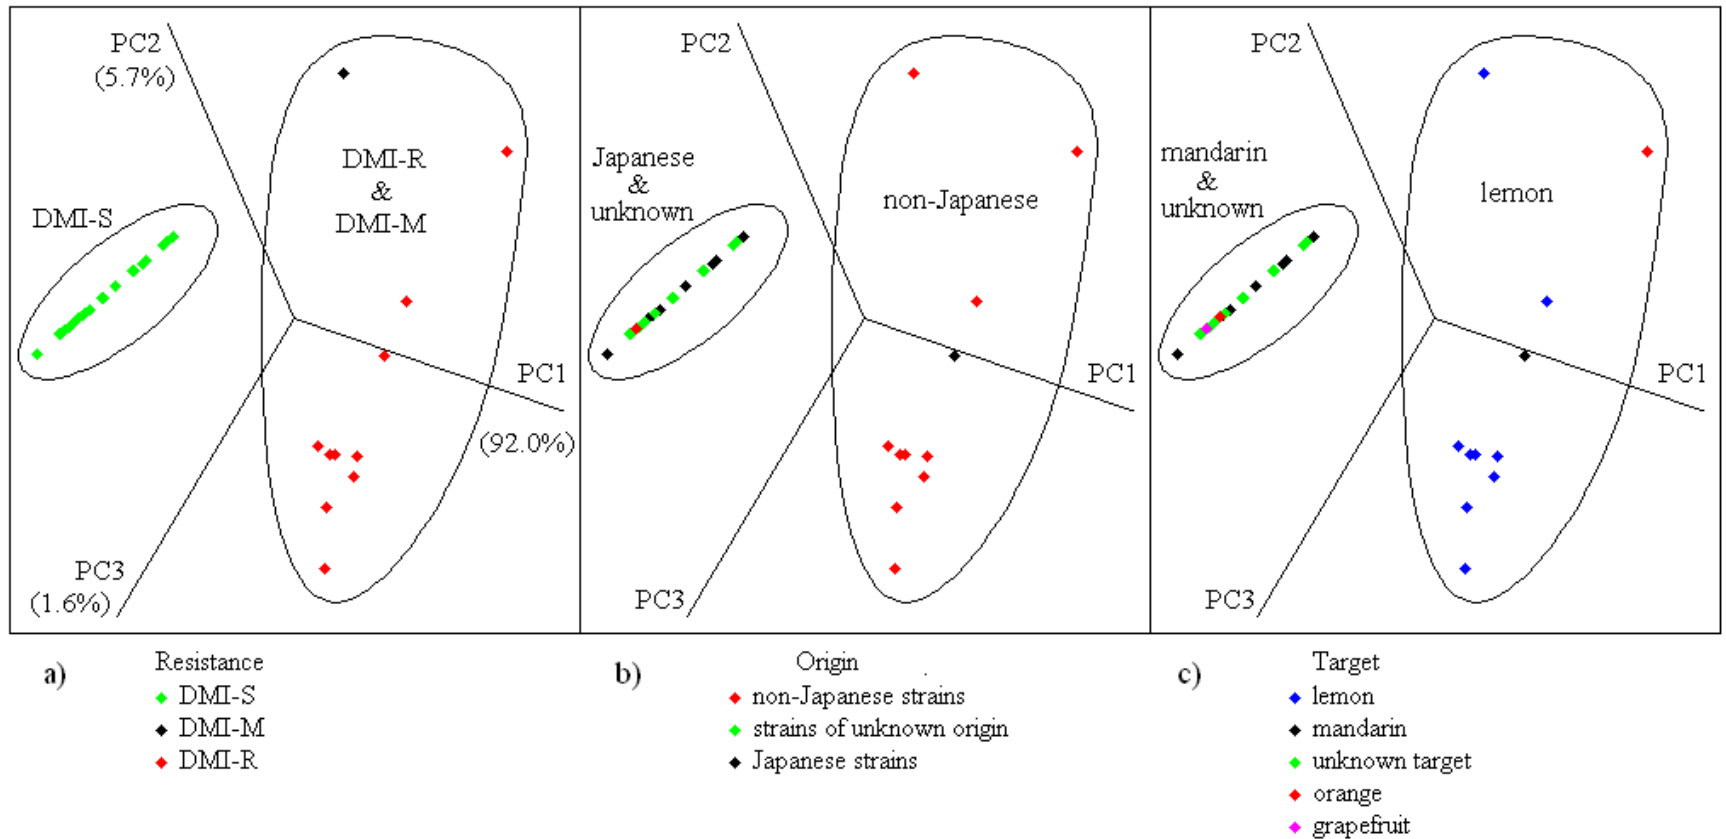 PC2
(5.7%)
DMI-S
DMI-R
&
DMI-M
PC1
(92.0%)
PC3
(1.6%)
PC2
Japanese
&
unknown
non-Japanese
PC1
PC3
PC2
mandarin
&
unknown
lemon
PC1
PC3
a)
Resistance
DMI-S
DMI-M
DMI-R
b)
Origin
non-Japanese strains
strains of unknown origin
Japanese strains
c)
Target
lemon
mandarin
unknown target
orange
grapefruit